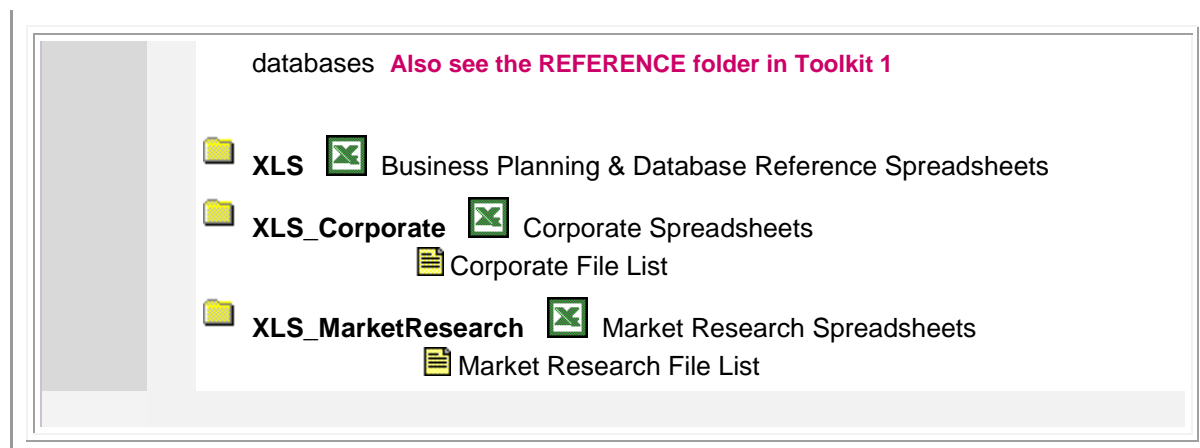 databases Also see the REFERENCE folder in Toolkit 1
XLS Business Planning & Database Reference Spreadsheets
XLS_Corporate Corporate Spreadsheets
Corporate File List
XLS_MarketResearch Market Research Spreadsheets
Market Research File List